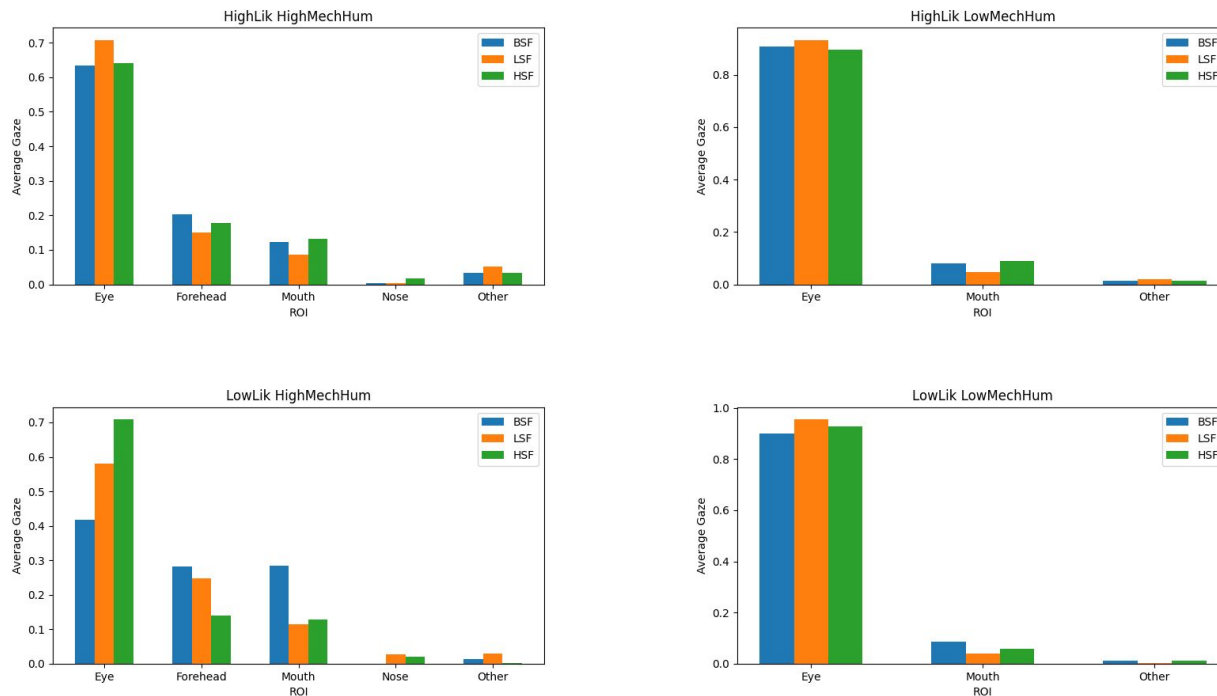 HighLik HighMechHum
Average Gaze
0.7
0.6
0.5
0.4
0.3
0.2
0.1
0.0
BSF
LSF
HSF
Eye Forehead Mouth Nose Other
ROI
HighLik LowMechHum
Average Gaze
0.8
0.6
0.4
0.2
0.0
BSF
LSF
HSF
Eye Mouth Other
ROI
LowLik HighMechHum
Average Gaze
0.7
0.6
0.5
0.4
0.3
0.2
0.1
0.0
BSF
LSF
HSF
Eye Forehead Mouth Nose Other
ROI
LowLik LowMechHum
Average Gaze
1.0
0.8
0.6
0.4
0.2
0.0
BSF
LSF
HSF
Eye Mouth Other
ROI